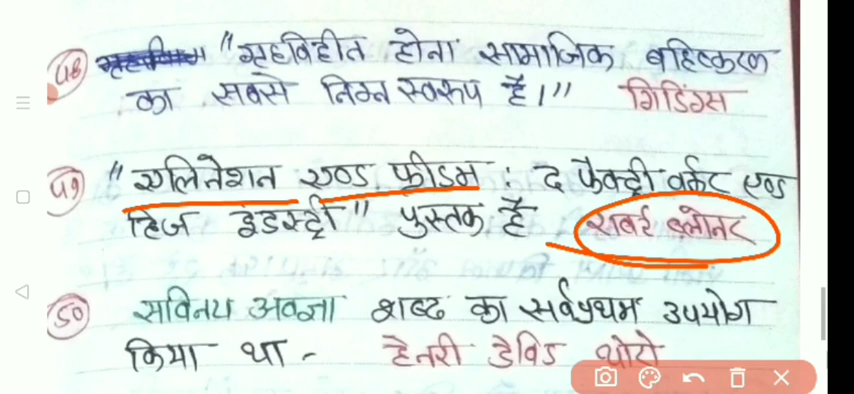 48 "गृहविहीन होना सामाजिक बहिष्करण
का सबसे निम्न स्वरूप है।" गिडिंग्स
49 "एलिनेशन एण्ड फ्रीडम : द फैक्ट्री वर्कर एण्ड
हिज इंडस्ट्री" पुस्तक है राबर्ट ब्लोनर
50 सविनय अवज्ञा शब्द का सर्वप्रथम उपयोग
किया था - हेनरी डेविड थोरो